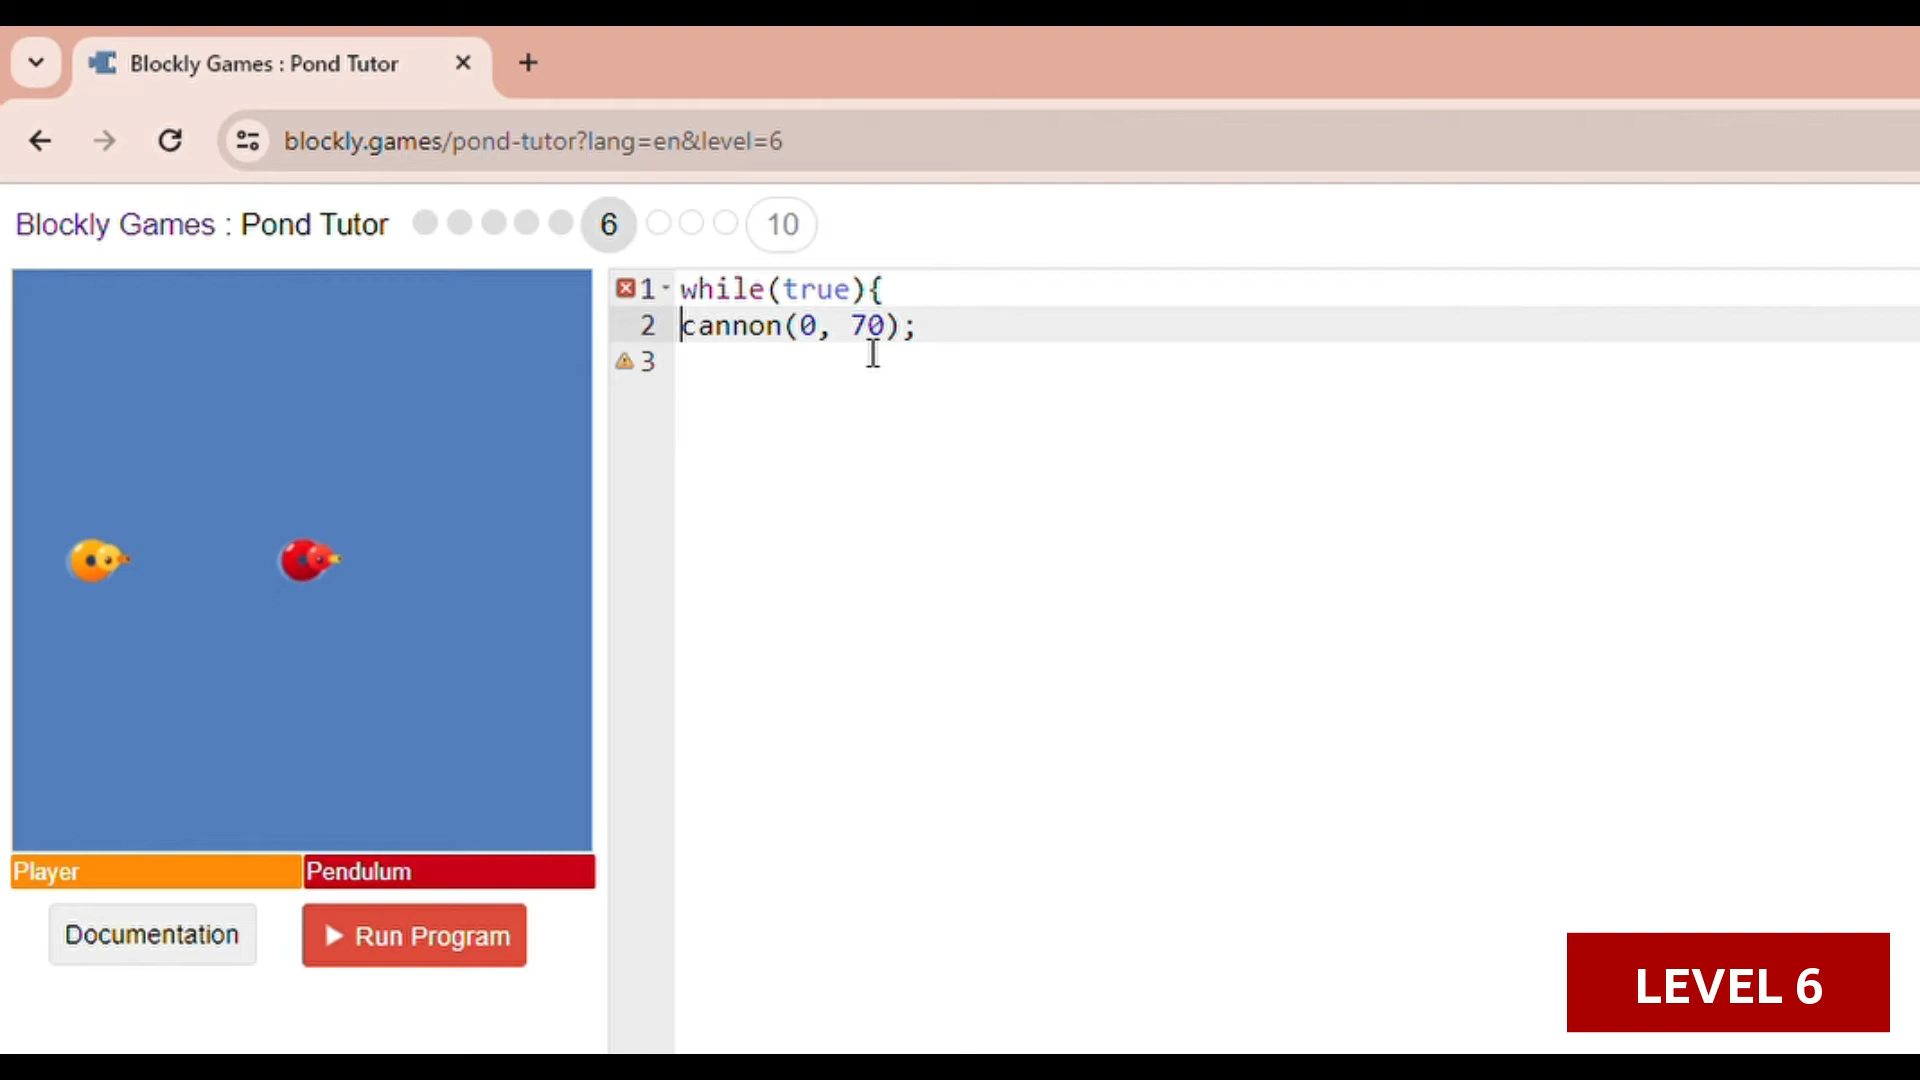 Blockly Games : Pond Tutor
blockly.games/pond-tutor?lang=en&level=6
Blockly Games : Pond Tutor 6 10
1 while(true){
2 cannon(0, 70);
3
Player Pendulum
Documentation Run Program
LEVEL 6